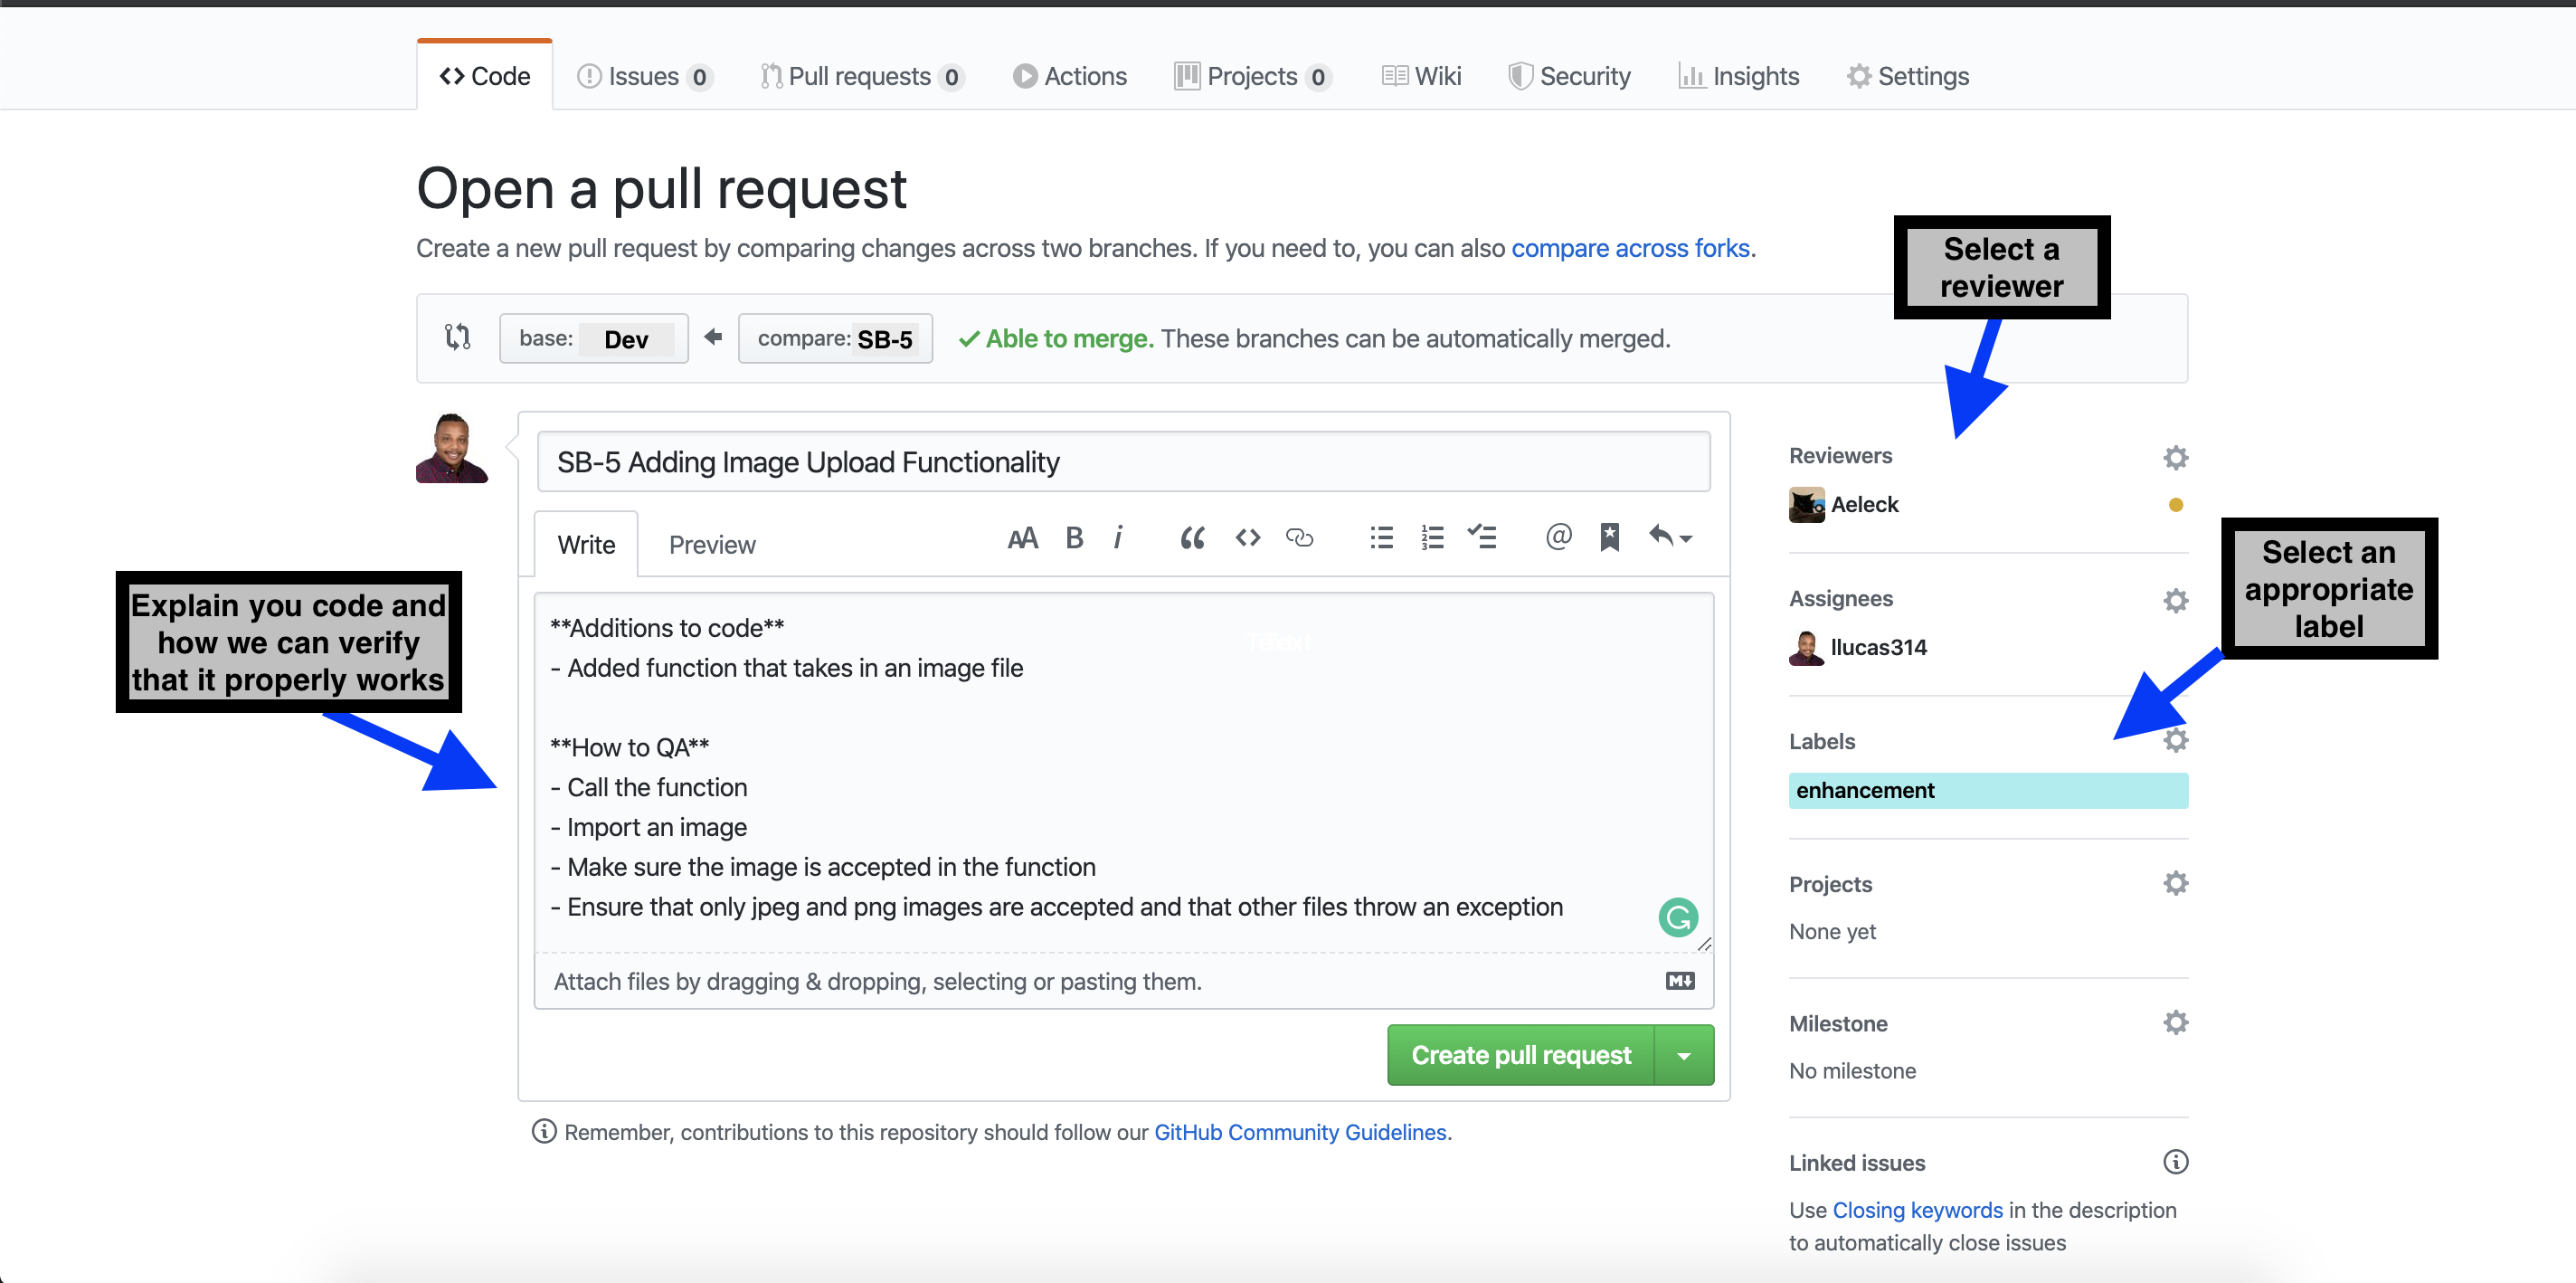 Code Issues 0 Pull requests 0 Actions Projects 0 Wiki Security Insights Settings
Open a pull request
Create a new pull request by comparing changes across two branches. If you need to, you can also compare across forks.
Select a
reviewer
base: Dev compare: SB-5 Able to merge. These branches can be automatically merged.
SB-5 Adding Image Upload Functionality
Write Preview AA B i @
Explain you code and
how we can verify
that it properly works
**Additions to code**
- Added function that takes in an image file
**How to QA**
- Call the function
- Import an image
- Make sure the image is accepted in the function
- Ensure that only jpeg and png images are accepted and that other files throw an exception
G
Attach files by dragging & dropping, selecting or pasting them.
M
Create pull request
Remember, contributions to this repository should follow our GitHub Community Guidelines.
Reviewers
Aeleck
Select an
appropriate
label
Assignees
llucas314
Labels
enhancement
Projects
None yet
Milestone
No milestone
Linked issues
Use Closing keywords in the description
to automatically close issues